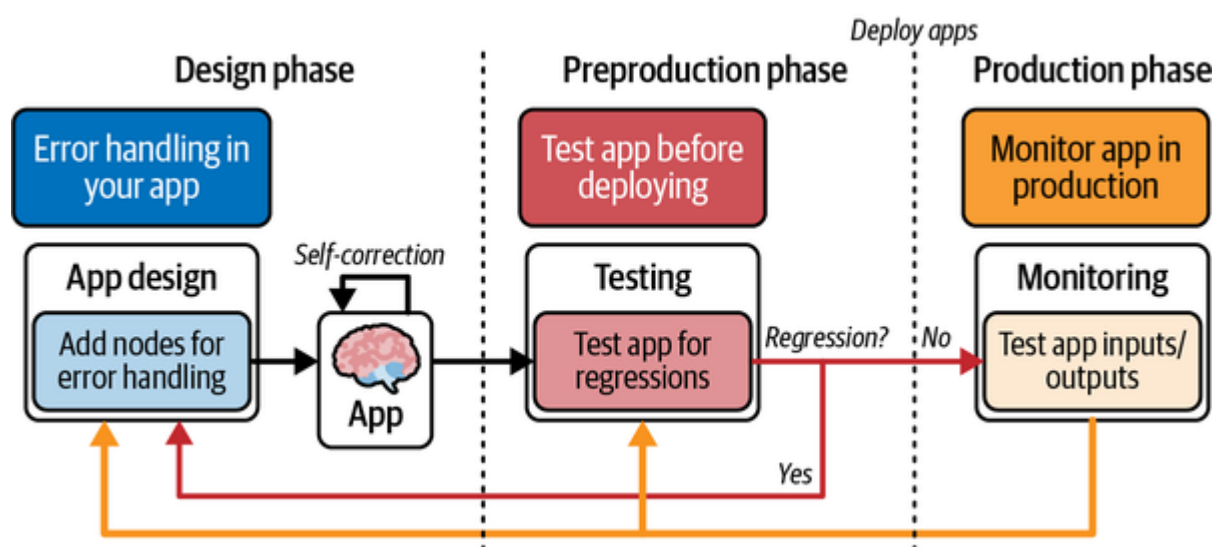 Deploy apps
Design phase
Preproduction phase
Production phase
Error handling in
your app
Test app before
deploying
Monitor app in
production
App design
Add nodes for
error handling
Self-correction
App
Testing
Test app for
regressions
Regression?
No
Yes
Monitoring
Test app inputs/
outputs